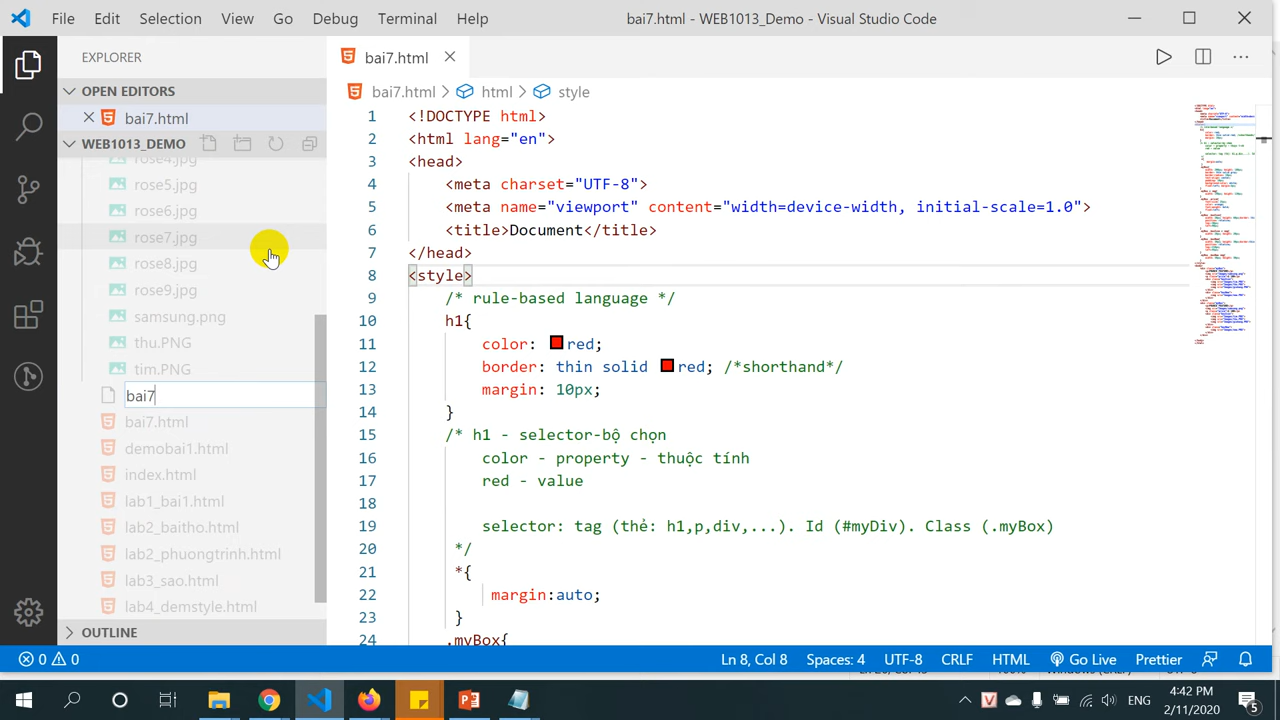 File Edit Selection View Go Debug Terminal Help bai7.html - WEB1013_Demo - Visual Studio Code
EXPLORER
OPEN EDITORS
bai7.html
WEB1013_DEMO
rose5.jpg
rose8.jpg
rose9.jpg
samsung.png
thu.PNG
tim.PNG
bai7
bai7.html
demobai1.html
index.html
lab1_bai1.html
lab2_baitho.html
lab2_phuongtrinh.html
lab3_sao.html
lab4_demstyle.html
OUTLINE
bai7.html
bai7.html > html > style
1 <!DOCTYPE html>
2 <html lang="en">
3 <head>
4 <meta charset="UTF-8">
5 <meta name="viewport" content="width=device-width, initial-scale=1.0">
6 <title>Document</title>
7 </head>
8 <style>
9 /* rule-based language */
10 h1{
11 color: red;
12 border: thin solid red; /*shorthand*/
13 margin: 10px;
14 }
15 /* h1 - selector-bộ chọn
16 color - property - thuộc tính
17 red - value
18
19 selector: tag (thẻ: h1,p,div,...). Id (#myDiv). Class (.myBox)
20 */
21 *{
22 margin:auto;
23 }
24 .myBox{
0 0 Ln 8, Col 8 Spaces: 4 UTF-8 CRLF HTML Go Live Prettier
ENG 4:42 PM
2/11/2020 5